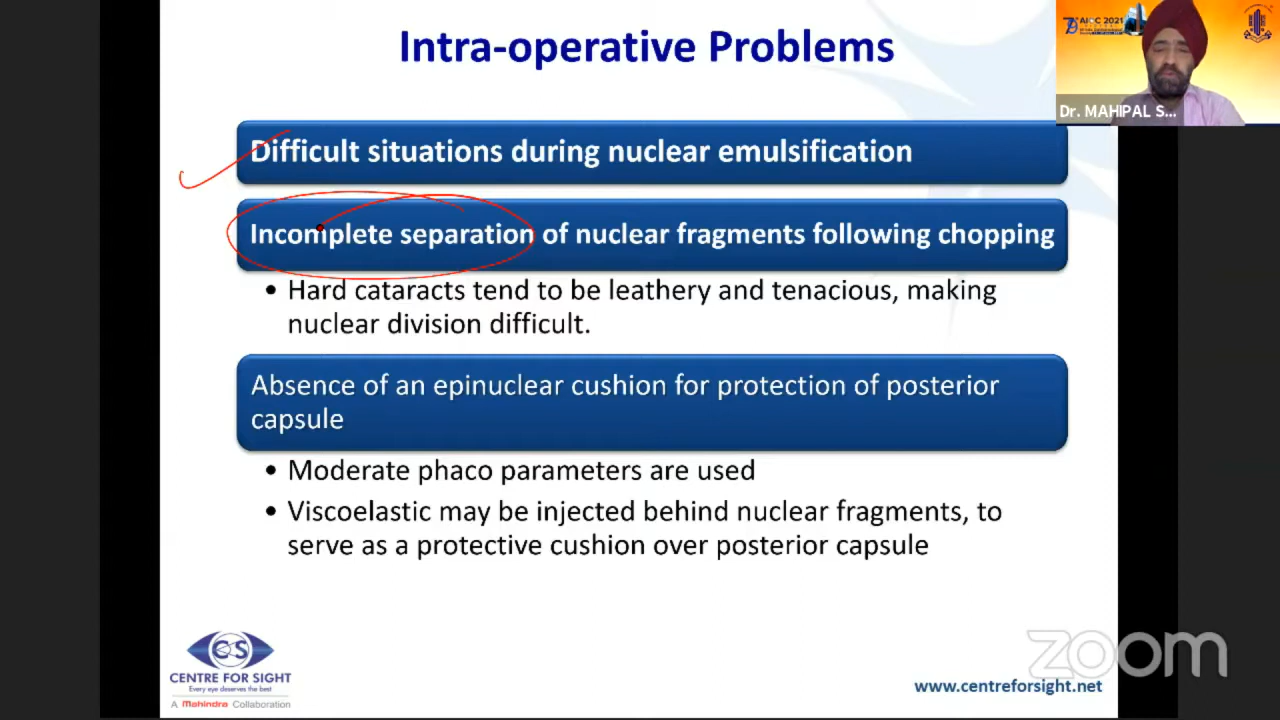 Intra-operative Problems
AIOC 2021
Dr. MAHIPAL S...
Difficult situations during nuclear emulsification
Incomplete separation of nuclear fragments following chopping
• Hard cataracts tend to be leathery and tenacious, making
nuclear division difficult.
Absence of an epinuclear cushion for protection of posterior
capsule
• Moderate phaco parameters are used
• Viscoelastic may be injected behind nuclear fragments, to
serve as a protective cushion over posterior capsule
CS
CENTRE FOR SIGHT
Every eye deserves the best
A Mahindra Collaboration
zoom
www.centreforsight.net